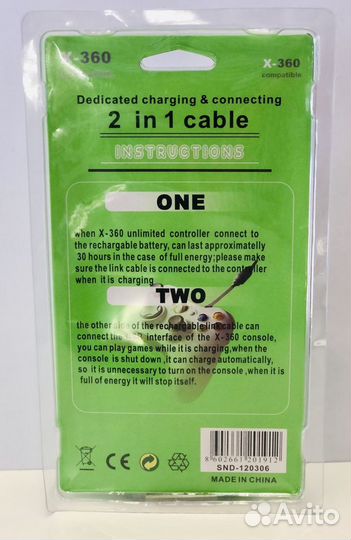 X-360
X-360
compatible
Dedicated charging & connecting
2 in 1 cable
INSTRUCTIONS
ONE
when X-360 unlimited controller connect to
the rechargable battery, can last approximatelly
30 hours in the case of full energy;please make
sure the link cable is connected to the controller
when it is charging.
TWO
the other side of the rechargable link cable can
connect the interface of the X-360 console,
you can play games while it is charging,when the
console is shut down ,it can charge automatically,
so it is unnecessary to turn on the console ,when it is
full of energy it will stop itself.
CE
8602663201912
SND-120306
MADE IN CHINA
Avito